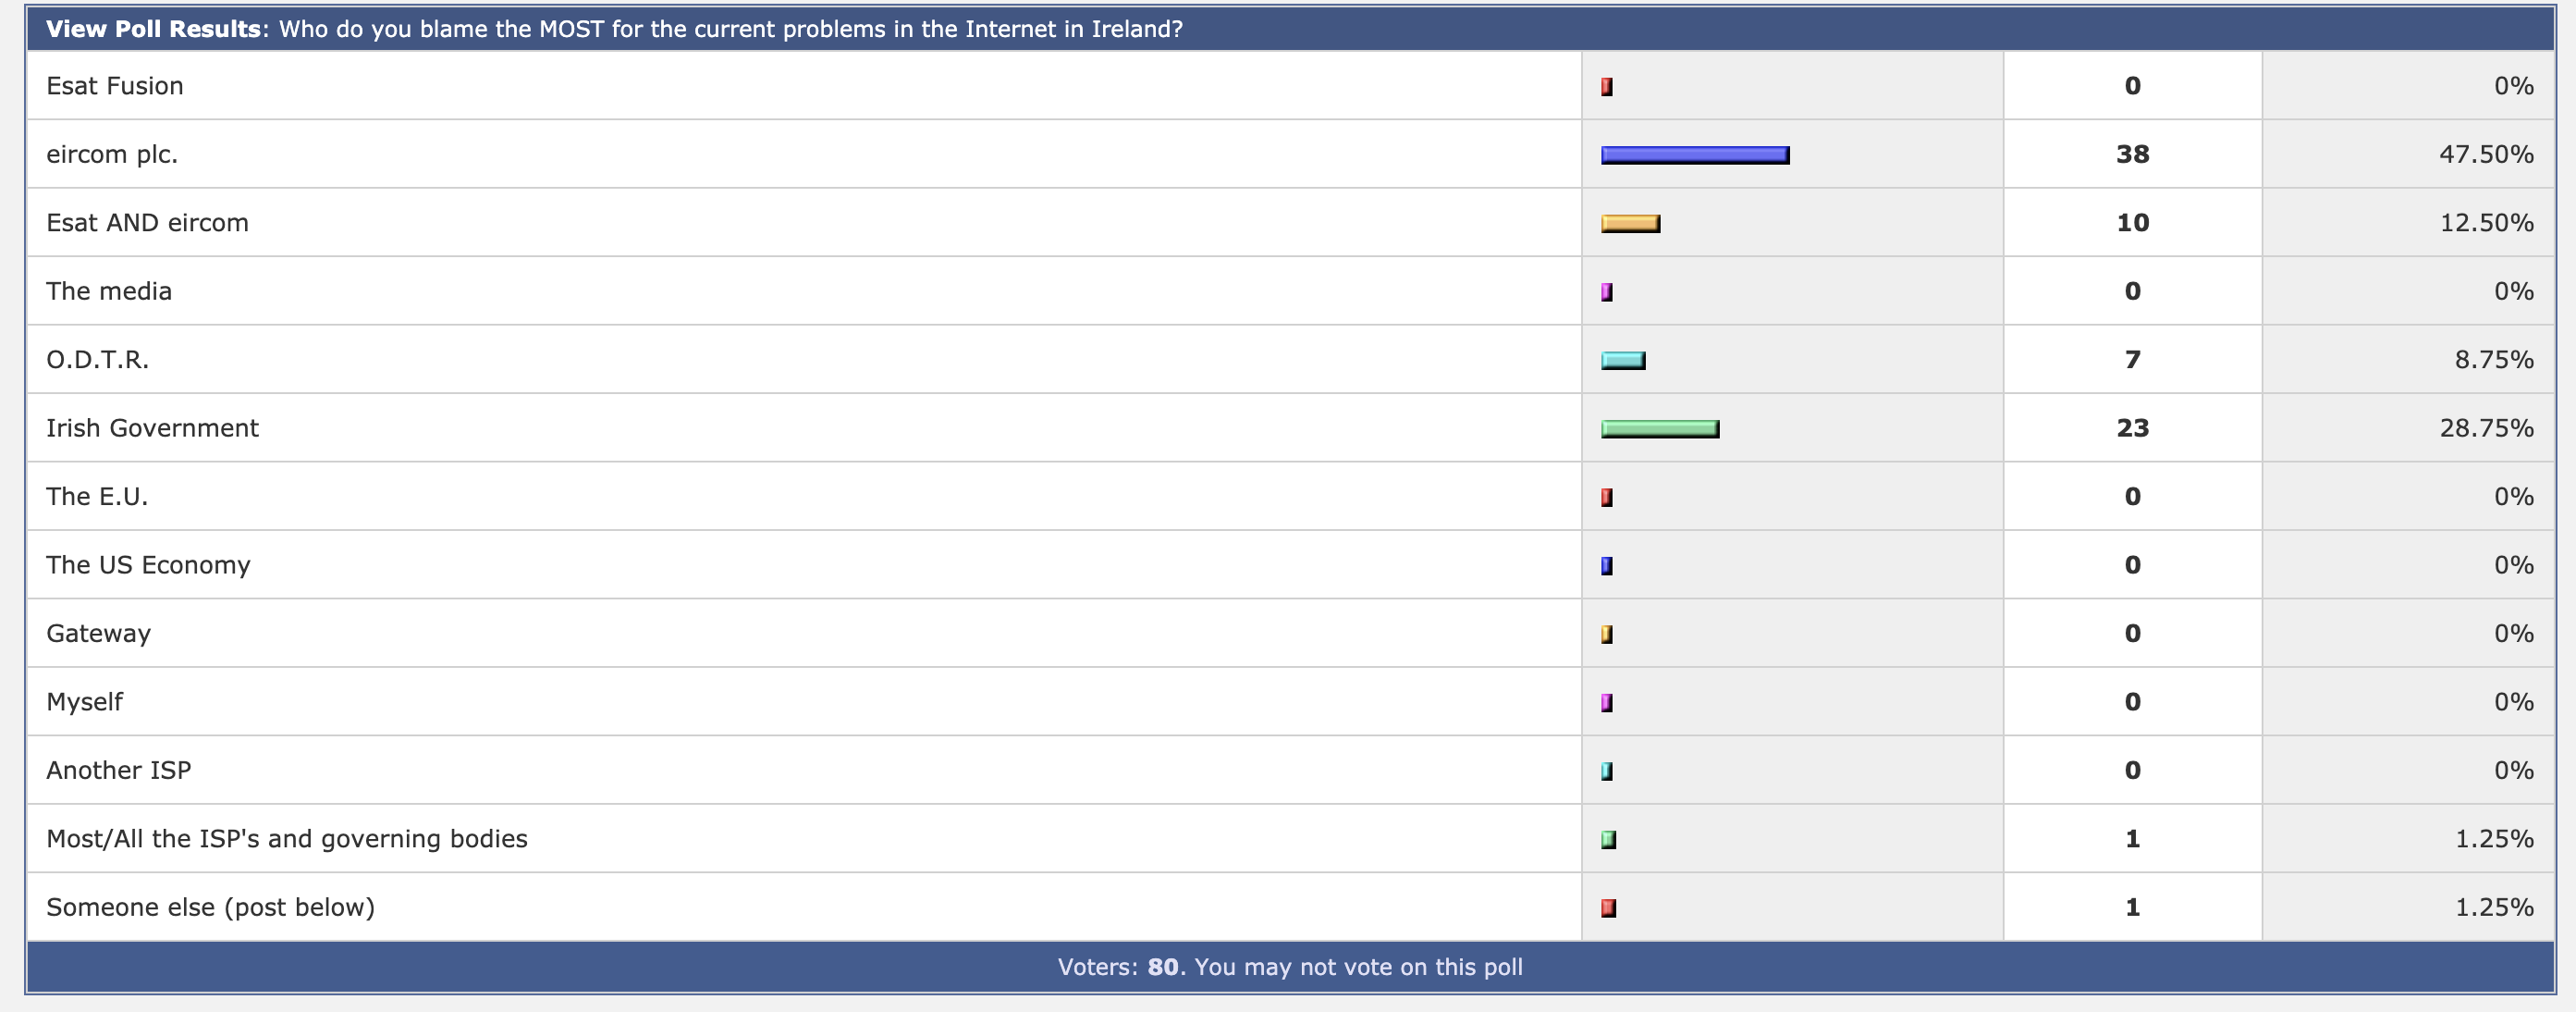 View Poll Results: Who do you blame the MOST for the current problems in the Internet in Ireland?
Esat Fusion 0 0%
eircom plc. 38 47.50%
Esat AND eircom 10 12.50%
The media 0 0%
O.D.T.R. 7 8.75%
Irish Government 23 28.75%
The E.U. 0 0%
The US Economy 0 0%
Gateway 0 0%
Myself 0 0%
Another ISP 0 0%
Most/All the ISP's and governing bodies 1 1.25%
Someone else (post below) 1 1.25%
Voters: 80. You may not vote on this poll